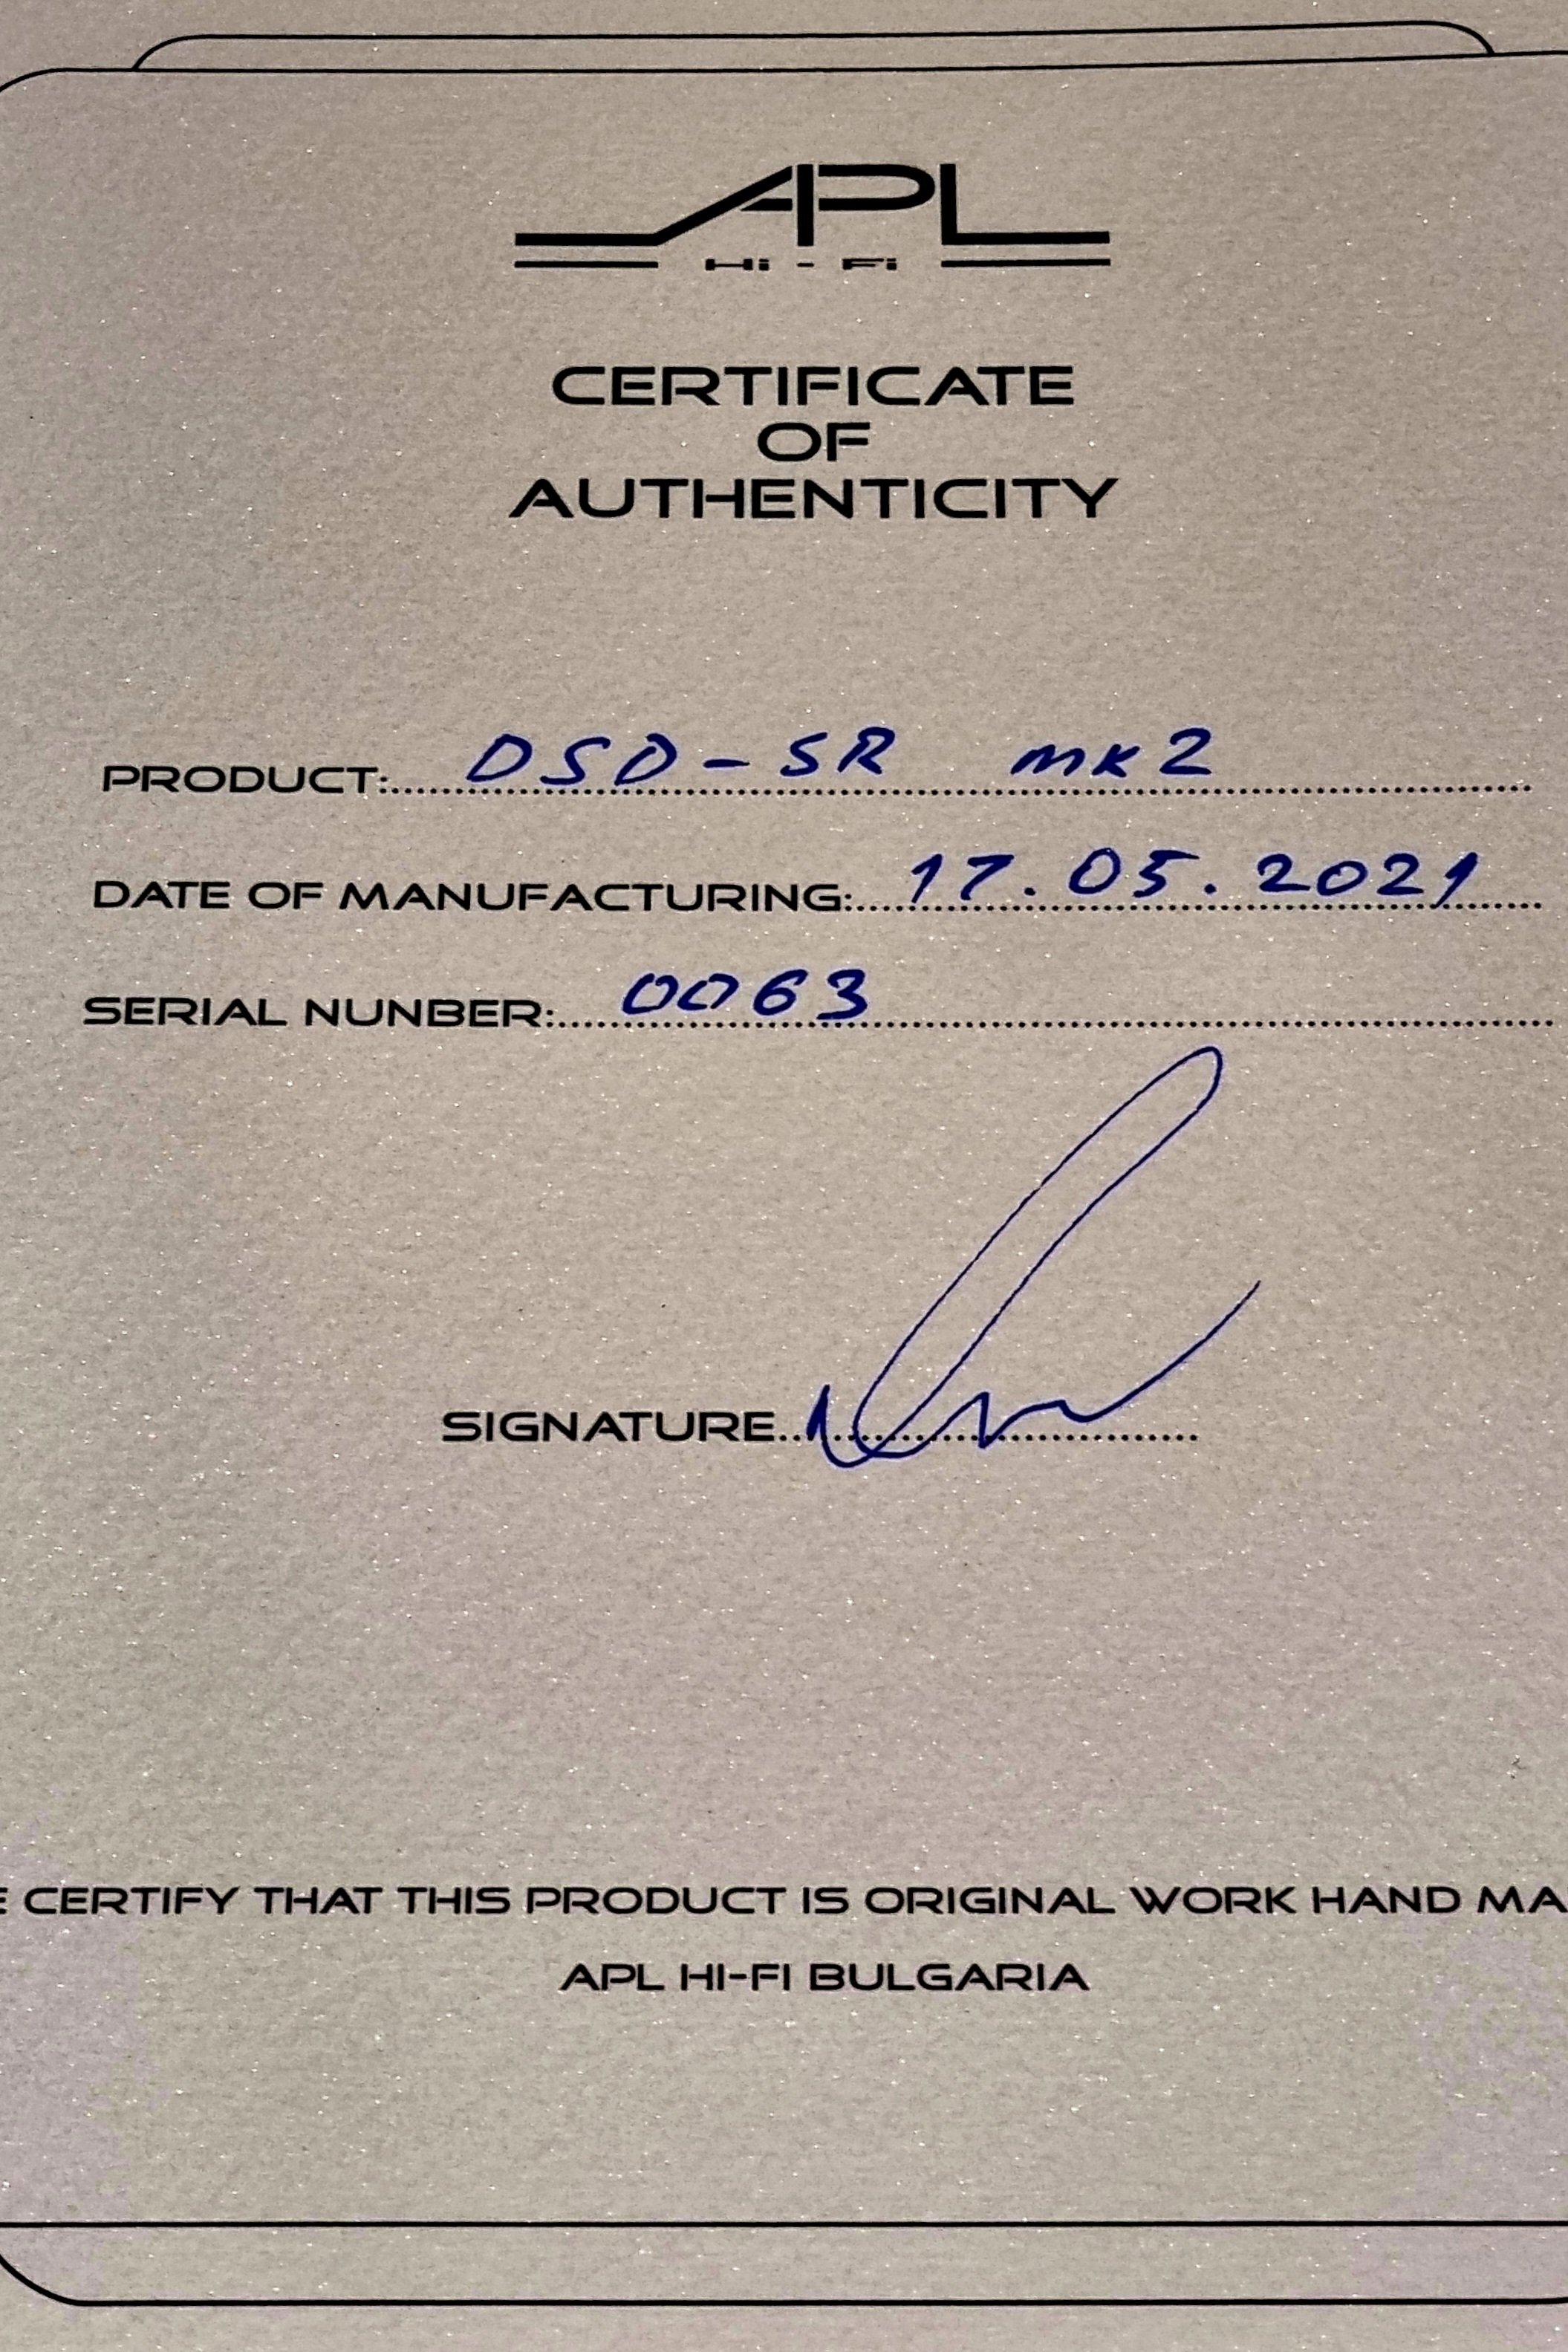 APL
Hi - Fi
CERTIFICATE
OF
AUTHENTICITY
PRODUCT: DSD-SR mk2
DATE OF MANUFACTURING: 17.05.2021
SERIAL NUNBER: 0063
SIGNATURE
CERTIFY THAT THIS PRODUCT IS ORIGINAL WORK HAND MA
APL HI-FI BULGARIA